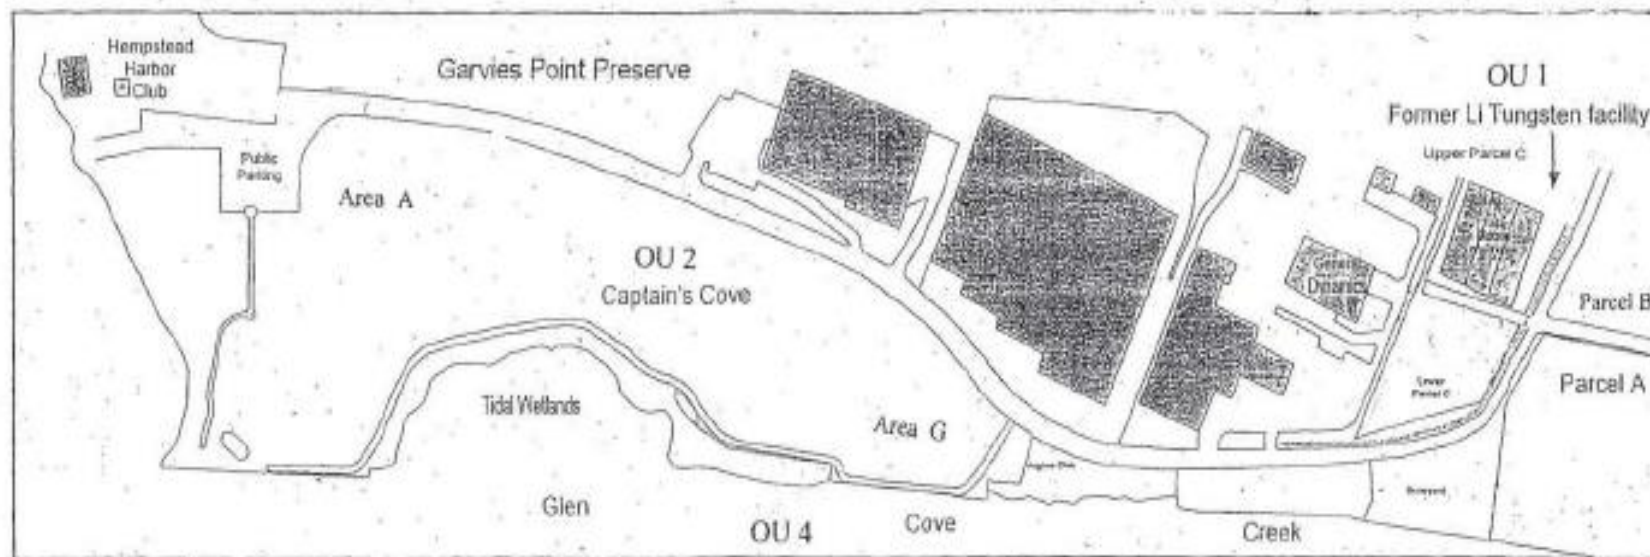 Hempstead
Harbor
Club
Garvies Point Preserve
OU 1
Former Li Tungsten facility
Upper Parcel C
Public
Parking
Area A
OU 2
Captain's Cove
General
Dynamics
Parcel B
Lower
Parcel C
Parcel A
Tidal Wetlands
Area G
Glen
OU 4
Cove
Creek